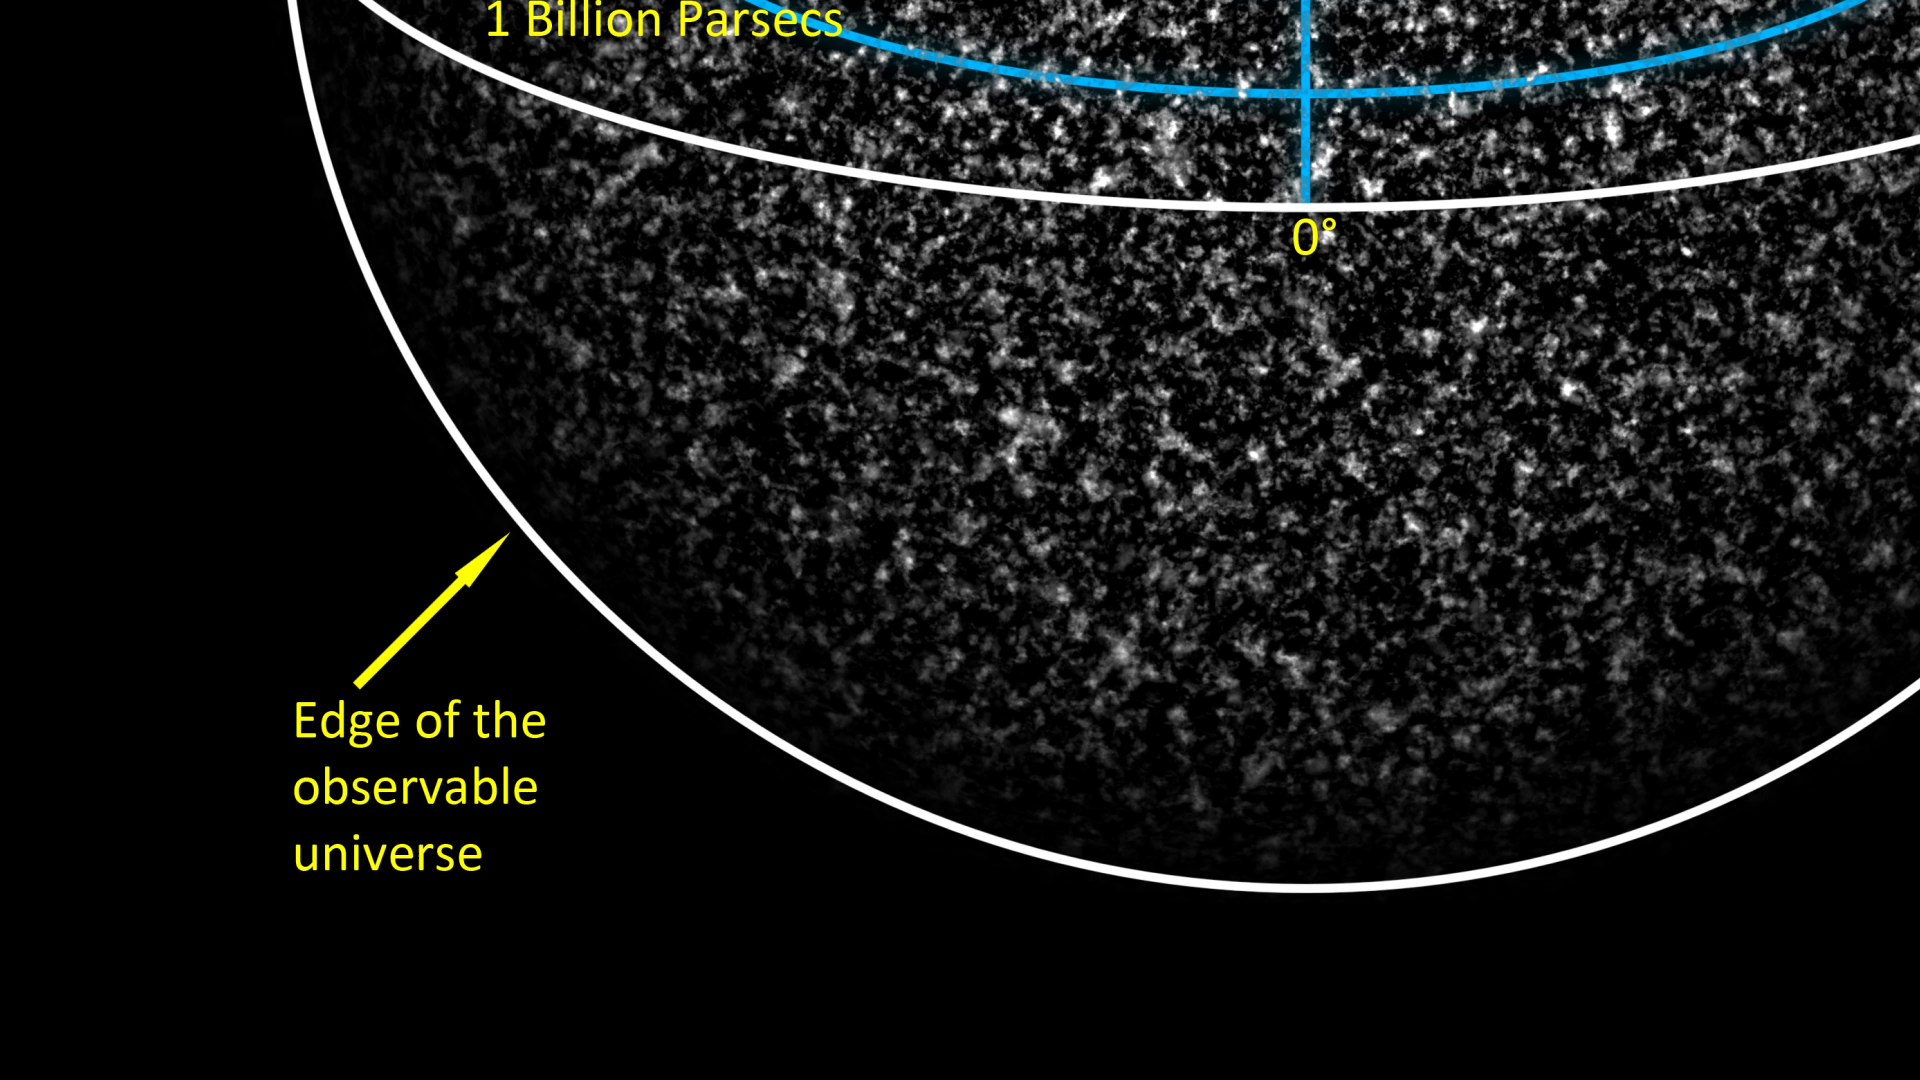 1 Billion Parsecs
0°
Edge of the
observable
universe